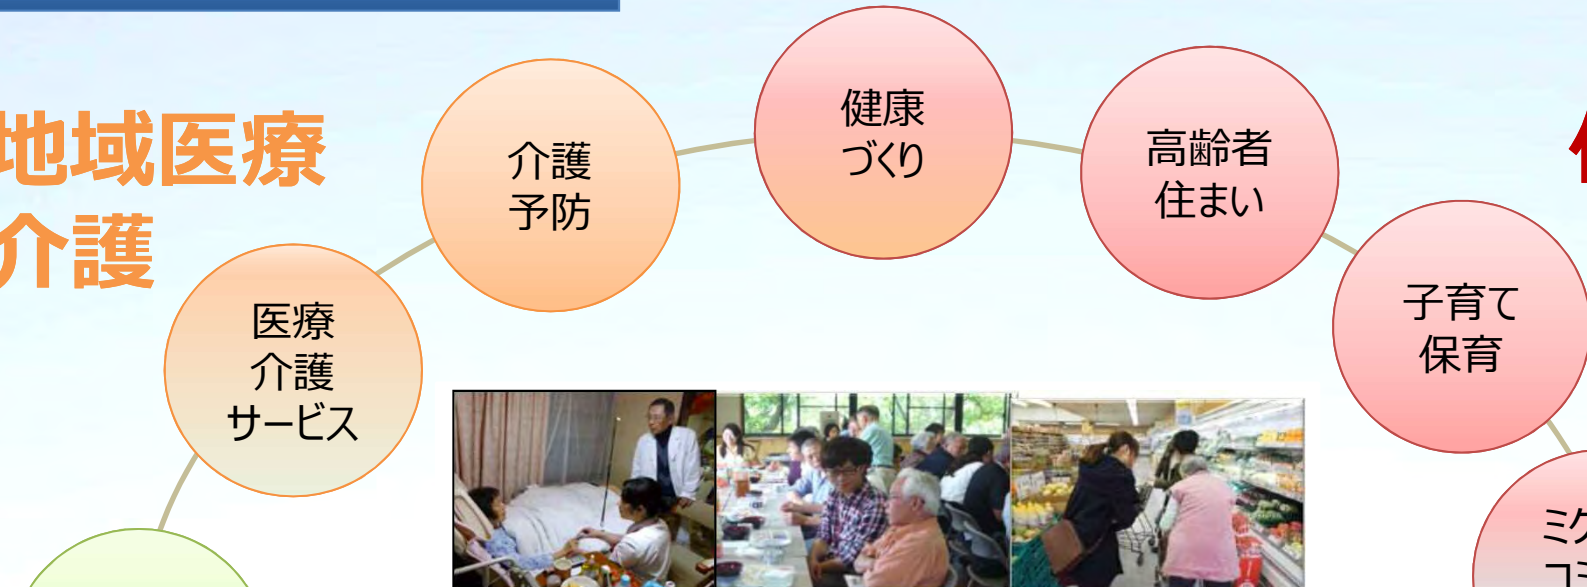 地域医療
介護
医療
介護
サービス
介護
予防
健康
づくり
高齢者
住まい
子育て
保育